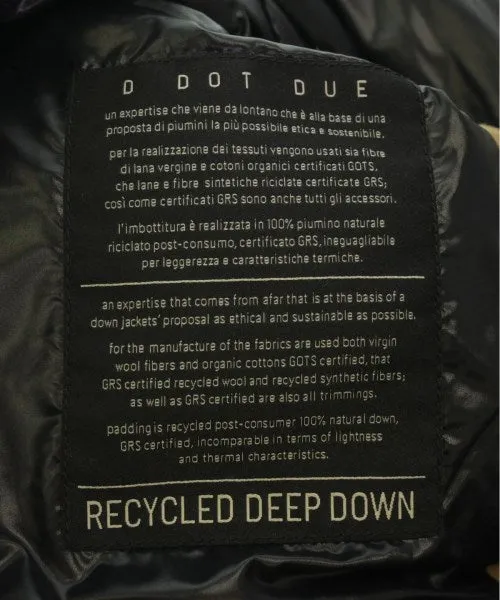 D DOT DUE
un expertise che viene da lontano che è alla base di una
proposta di piumini la più possibile etica e sostenibile.
per la realizzazione dei tessuti vengono usati sia fibre
di lana vergine e cotoni organici certificati GOTS,
che lane e fibre sintetiche riciclate certificate GRS;
così come certificati GRS sono anche tutti gli accessori.
l'imbottitura è realizzata in 100% piumino naturale
riciclato post-consumo, certificato GRS, ineguagliabile
per leggerezza e caratteristiche termiche.
an expertise that comes from afar that is at the basis of a
down jackets' proposal as ethical and sustainable as possible.
for the manufacture of the fabrics are used both virgin
wool fibers and organic cottons GOTS certified, that
GRS certified recycled wool and recycled synthetic fibers;
as well as GRS certified are also all trimmings.
padding is recycled post-consumer 100% natural down,
GRS certified, incomparable in terms of lightness
and thermal characteristics.
RECYCLED DEEP DOWN